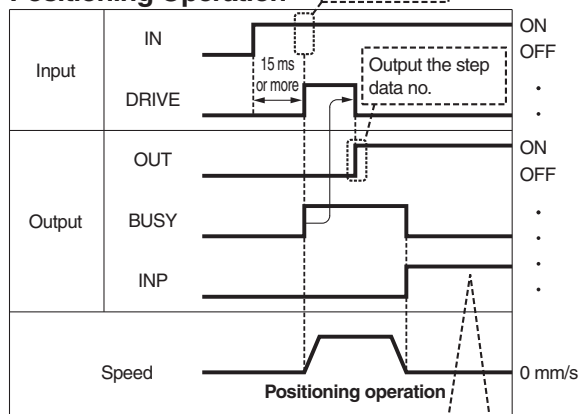 Positioning Operation
IN
ON
OFF
Input
15 ms
or more
Output the step
data no.
DRIVE
OUT
ON
OFF
Output
BUSY
INP
Speed
0 mm/s
Positioning operation